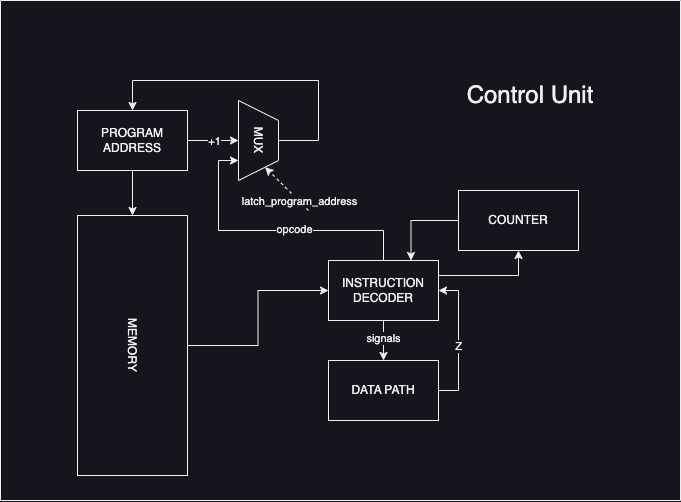 Control Unit
PROGRAM
ADDRESS
+1
MUX
latch_program_address
opcode
COUNTER
INSTRUCTION
DECODER
MEMORY
signals
Z
DATA PATH